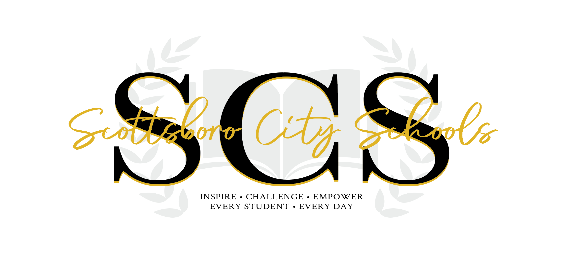 SCS
Scottsboro City Schools
INSPIRE • CHALLENGE • EMPOWER
EVERY STUDENT • EVERY DAY